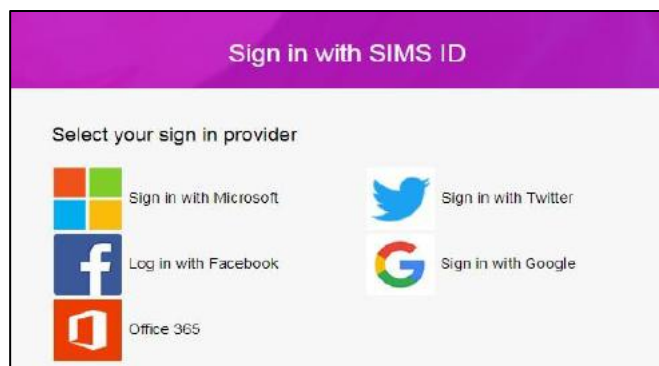 Sign in with SIMS ID
Select your sign in provider
Sign in with Microsoft
Sign in with Twitter
Log in with Facebook
Sign in with Google
Office 365